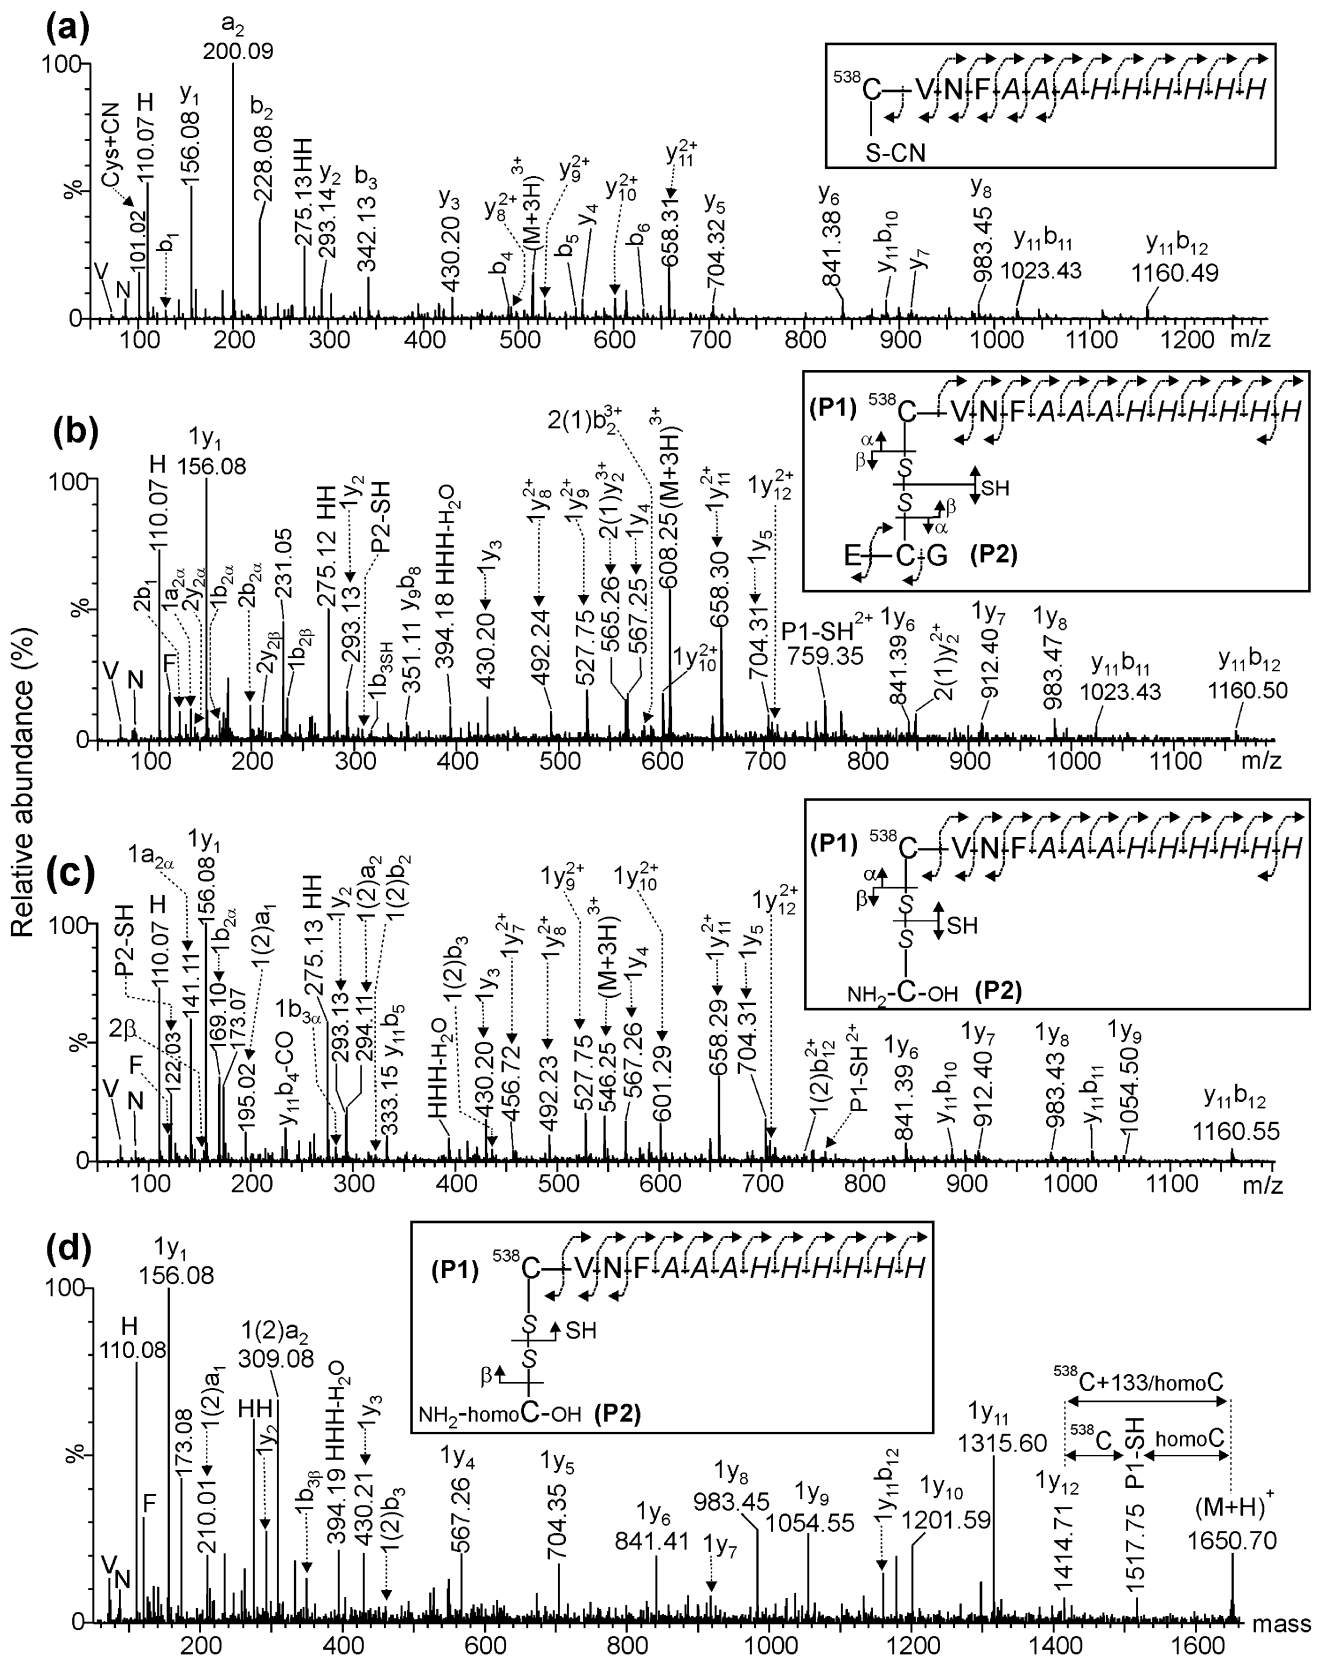 Relative abundance (%)
(a)
a2
200.09
100
%
0
V
N
Cys+CN
101.02
110.07 H
b1
y1
156.08
b2
228.08
275.13 HH
y2
293.14
b3
342.13
y3
430.20
b4
y8 2+
(M+3H) 3+
y9 2+
b5
y4
y10 2+
b6
y11 2+
658.31
y5
704.32
y6
841.38
y11b10
y7
y8
983.45
y11b11
1023.43
y11b12
1160.49
538C—V-N-F-A-A-A-H-H-H-H-H-H
S-CN
100 200 300 400 500 600 700 800 900 1000 1100 1200 m/z
(b)
100
%
0
V
N
F
H
110.07
2b1
1a2α
2y2α
1y1
156.08
1b2α
2b2α
2y2β
231.05
1b2β
275.12 HH
1y2
293.13
P2-SH
1b3SH
351.11 y9b8
394.18 HHH-H2O
1y3
430.20
1y8 2+
492.24
1y9 2+
527.75
2(1)y2 3+
565.26
1y4
567.25
2(1)b2 3+
608.25 (M+3H) 3+
1y10 2+
1y11 2+
658.30
1y5
704.31
1y12 2+
P1-SH 2+
759.35
1y6
841.39
2(1)y2 2+
1y7
912.40
1y8
983.47
y11b11
1023.43
y11b12
1160.50
(P1) 538C—V-N-F-A-A-A-H-H-H-H-H-H
α
β
S
SH
S
β
α
E—C-G (P2)
100 200 300 400 500 600 700 800 900 1000 1100 m/z
(c)
100
%
0
V
N
F
2β
P2-SH
122.03
H
110.07
1a2α
141.11
1y1
156.08
1b2α
169.10
173.07
1(2)a1
195.02
y11b4-CO
275.13 HH
1b3α
1y2
293.13
1(2)a2
294.11
1(2)b2
333.15 y11b5
HHH-H2O
1(2)b3
1y3
430.20
1y7 2+
456.72
1y8 2+
492.23
1y9 2+
527.75
(M+3H) 3+
546.25
1y4
567.26
1y10 2+
601.29
1y11 2+
658.29
1y5
704.31
1y12 2+
1(2)b12 2+
P1-SH 2+
1y6
841.39
y11b10
1y7
912.40
1y8
983.43
y11b11
1y9
1054.50
y11b12
1160.55
(P1) 538C—V-N-F-A-A-A-H-H-H-H-H-H
α
β
S
SH
S
NH2-C-OH (P2)
100 200 300 400 500 600 700 800 900 1000 1100 m/z
(d)
100
%
0
V
N
F
H
110.08
1y1
156.08
173.08
1(2)a1
210.01
HH
1y2
1(2)a2
309.08
1b3β
394.19 HHH-H2O
1y3
430.21
1(2)b3
1y4
567.26
1y5
704.35
1y6
841.41
1y7
1y8
983.45
1y9
1054.55
1y11b12
1y10
1201.59
1y11
1315.60
1y12
1414.71
538C+133/homoC
538C
P1-SH
1517.75
homoC
(M+H)+
1650.70
(P1) 538C—V-N-F-A-A-A-H-H-H-H-H-H
S
SH
S
β
NH2-homoC-OH (P2)
200 400 600 800 1000 1200 1400 1600 mass